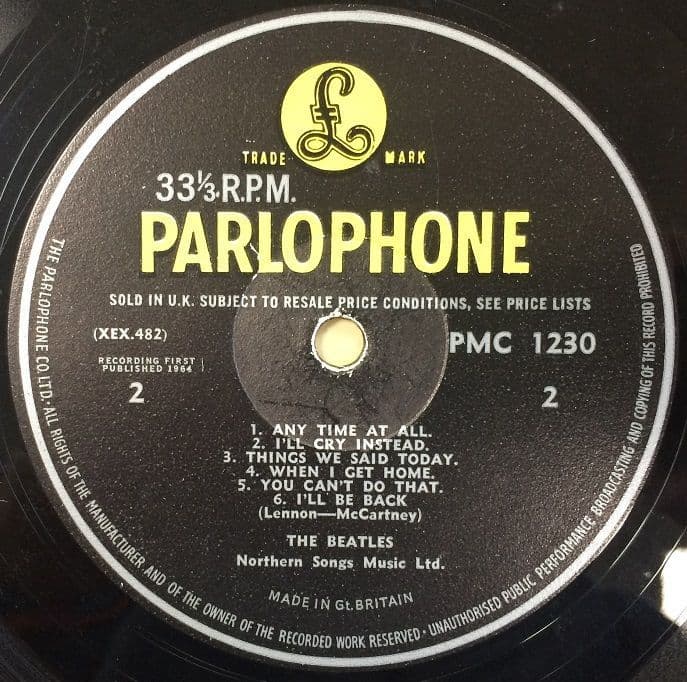 £
TRADE MARK
33⅓ R.P.M.
PARLOPHONE
SOLD IN U.K. SUBJECT TO RESALE PRICE CONDITIONS, SEE PRICE LISTS
(XEX.482)
PMC 1230
RECORDING FIRST
PUBLISHED 1964
2
2
1. ANY TIME AT ALL.
2. I'LL CRY INSTEAD.
3. THINGS WE SAID TODAY.
4. WHEN I GET HOME.
5. YOU CAN'T DO THAT.
6. I'LL BE BACK
(Lennon—McCartney)
THE BEATLES
Northern Songs Music Ltd.
MADE IN Gt. BRITAIN
THE PARLOPHONE CO. LTD. · ALL RIGHTS OF THE MANUFACTURER AND OF THE OWNER OF THE RECORDED WORK RESERVED · UNAUTHORISED PUBLIC PERFORMANCE BROADCASTING AND COPYING OF THIS RECORD PROHIBITED